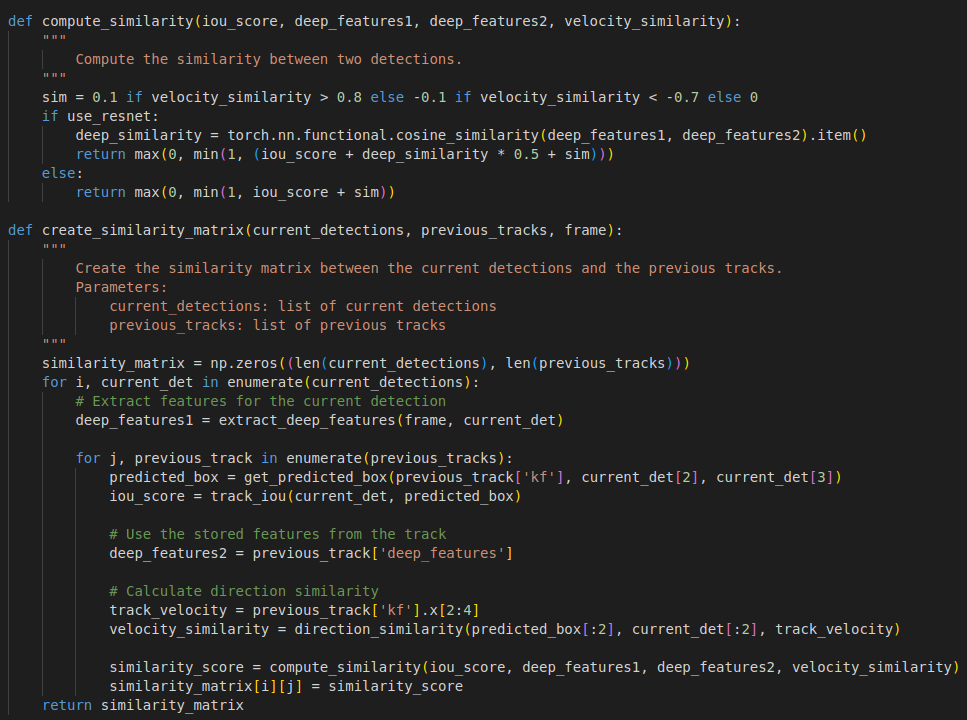 def compute_similarity(iou_score, deep_features1, deep_features2, velocity_similarity):
    """
        Compute the similarity between two detections.
    """
    sim = 0.1 if velocity_similarity > 0.8 else -0.1 if velocity_similarity < -0.7 else 0
    if use_resnet:
        deep_similarity = torch.nn.functional.cosine_similarity(deep_features1, deep_features2).item()
        return max(0, min(1, (iou_score + deep_similarity * 0.5 + sim)))
    else:
        return max(0, min(1, iou_score + sim))

def create_similarity_matrix(current_detections, previous_tracks, frame):
    """
        Create the similarity matrix between the current detections and the previous tracks.
        Parameters:
            current_detections: list of current detections
            previous_tracks: list of previous tracks
    """
    similarity_matrix = np.zeros((len(current_detections), len(previous_tracks)))
    for i, current_det in enumerate(current_detections):
        # Extract features for the current detection
        deep_features1 = extract_deep_features(frame, current_det)

        for j, previous_track in enumerate(previous_tracks):
            predicted_box = get_predicted_box(previous_track['kf'], current_det[2], current_det[3])
            iou_score = track_iou(current_det, predicted_box)

            # Use the stored features from the track
            deep_features2 = previous_track['deep_features']

            # Calculate direction similarity
            track_velocity = previous_track['kf'].x[2:4]
            velocity_similarity = direction_similarity(predicted_box[:2], current_det[:2], track_velocity)

            similarity_score = compute_similarity(iou_score, deep_features1, deep_features2, velocity_similarity)
            similarity_matrix[i][j] = similarity_score
    return similarity_matrix